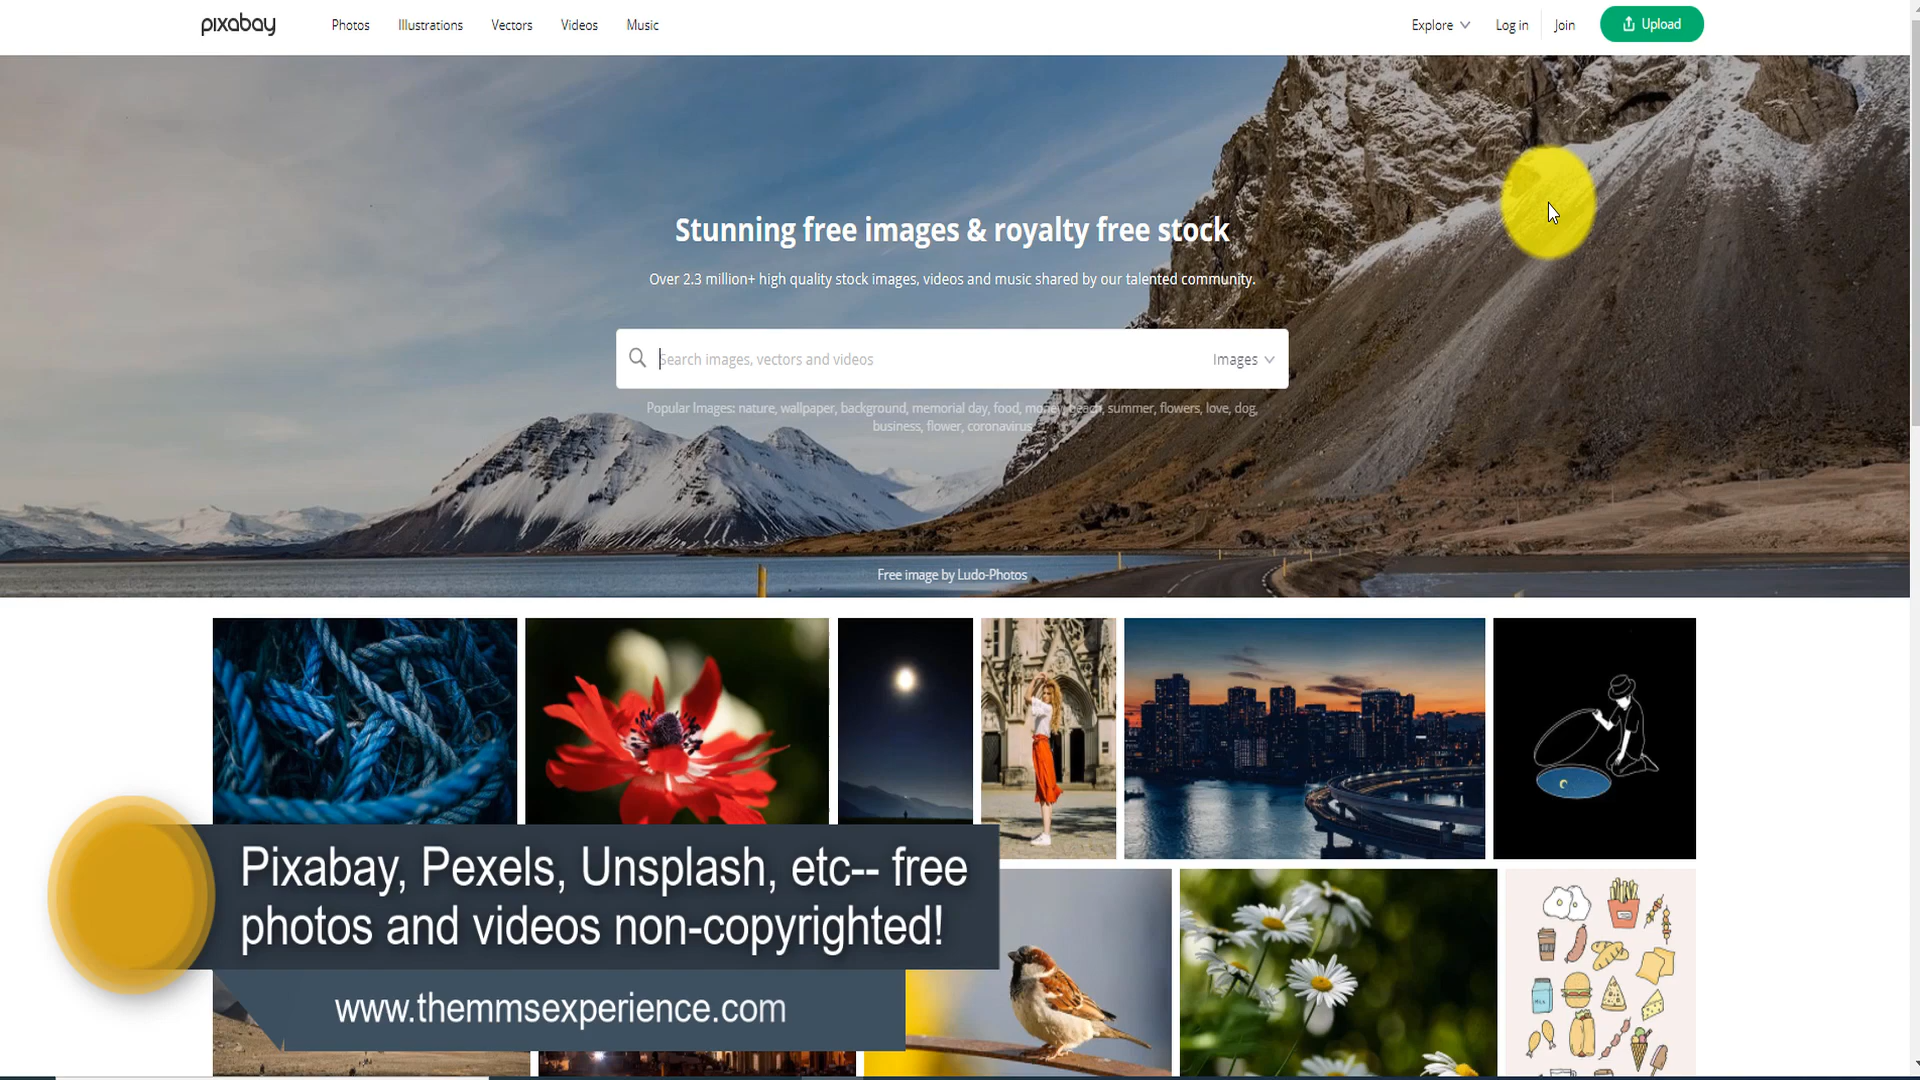 pixabay
Photos Illustrations Vectors Videos Music
Explore Log in Join Upload
Stunning free images & royalty free stock
Over 2.3 million+ high quality stock images, videos and music shared by our talented community.
Search images, vectors and videos Images
Popular Images: nature, wallpaper, background, memorial day, food, money, beach, summer, flowers, love, dog,
business, flower, coronavirus
Free image by Ludo-Photos
Pixabay, Pexels, Unsplash, etc-- free
photos and videos non-copyrighted!
www.themmsexperience.com